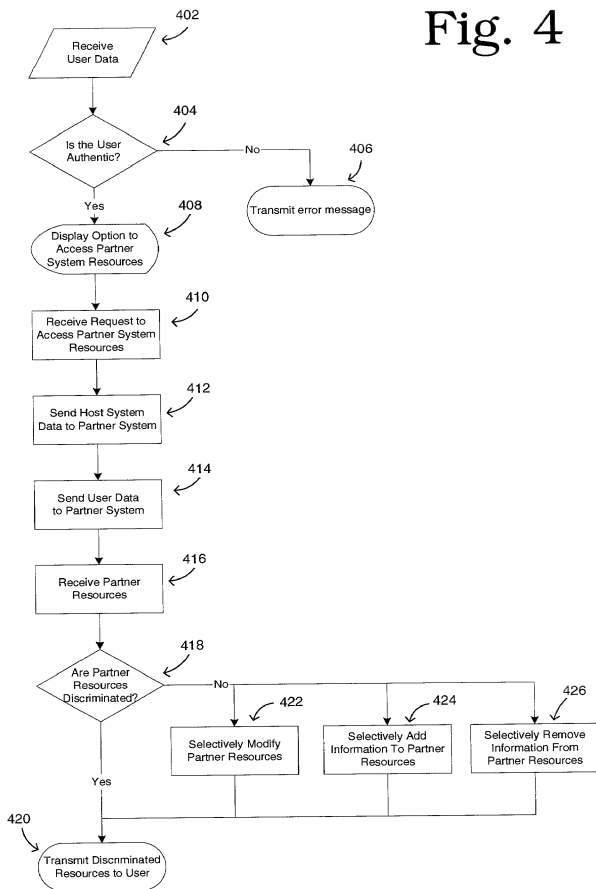 Fig. 4
402
Receive
User Data
404
Is the User
Authentic?
No
406
Transmit error message
Yes
408
Display Option to
Access Partner
System Resources
410
Receive Request to
Access Partner System
Resources
412
Send Host System
Data to Partner System
414
Send User Data
to Partner System
416
Receive Partner
Resources
418
Are Partner
Resources
Discriminated?
No
422
Selectively Modify
Partner Resources
424
Selectively Add
Information To Partner
Resources
426
Selectively Remove
Information From
Partner Resources
Yes
420
Transmit Discriminated
Resources to User